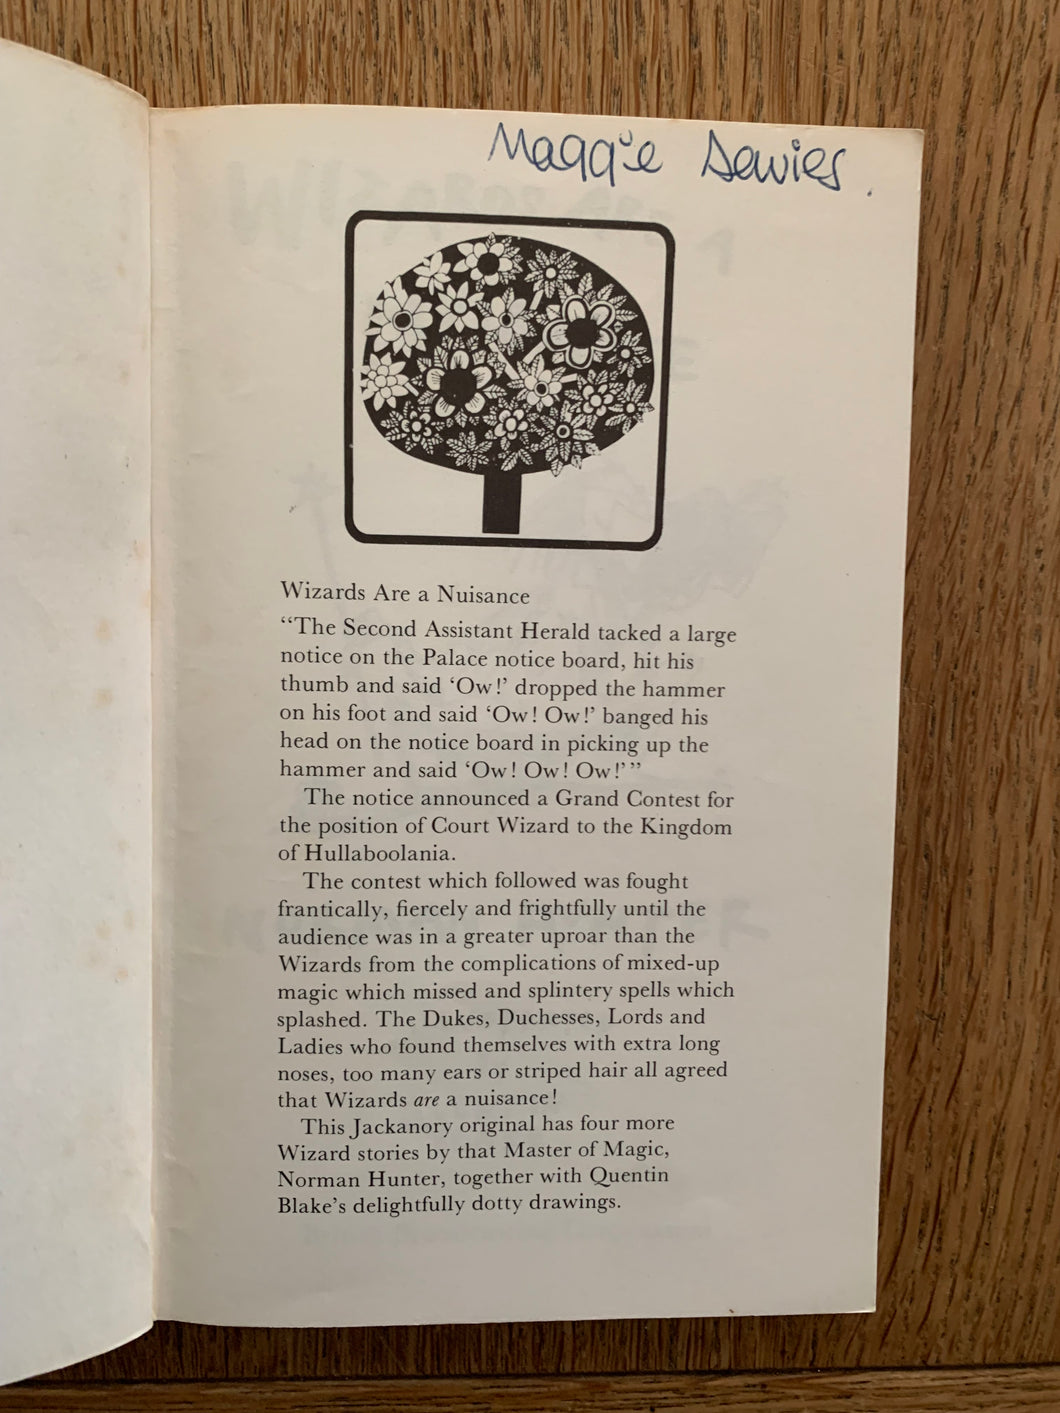 Maggie Davies.
Wizards Are a Nuisance
“The Second Assistant Herald tacked a large
notice on the Palace notice board, hit his
thumb and said ‘Ow!’ dropped the hammer
on his foot and said ‘Ow! Ow!’ banged his
head on the notice board in picking up the
hammer and said ‘Ow! Ow! Ow!’”
The notice announced a Grand Contest for
the position of Court Wizard to the Kingdom
of Hullaboolania.
The contest which followed was fought
frantically, fiercely and frightfully until the
audience was in a greater uproar than the
Wizards from the complications of mixed-up
magic which missed and splintery spells which
splashed. The Dukes, Duchesses, Lords and
Ladies who found themselves with extra long
noses, too many ears or striped hair all agreed
that Wizards are a nuisance!
This Jackanory original has four more
Wizard stories by that Master of Magic,
Norman Hunter, together with Quentin
Blake’s delightfully dotty drawings.